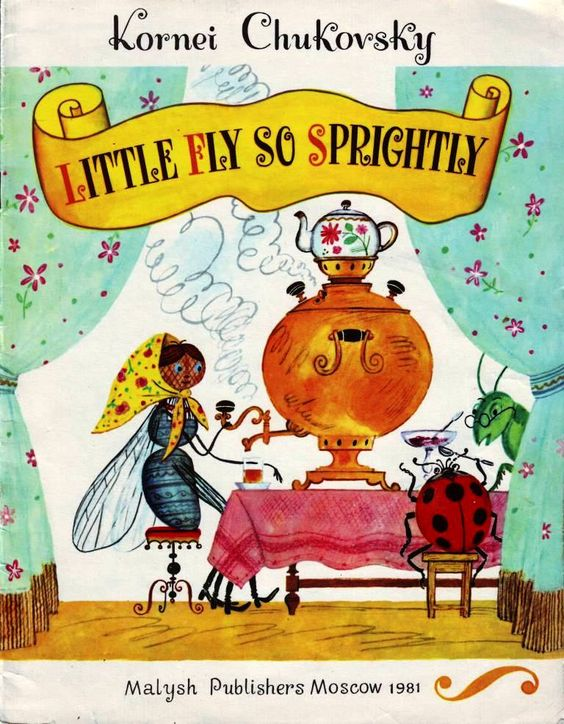 Kornei Chukovsky
LITTLE FLY SO SPRIGHTLY
Malysh Publishers Moscow 1981